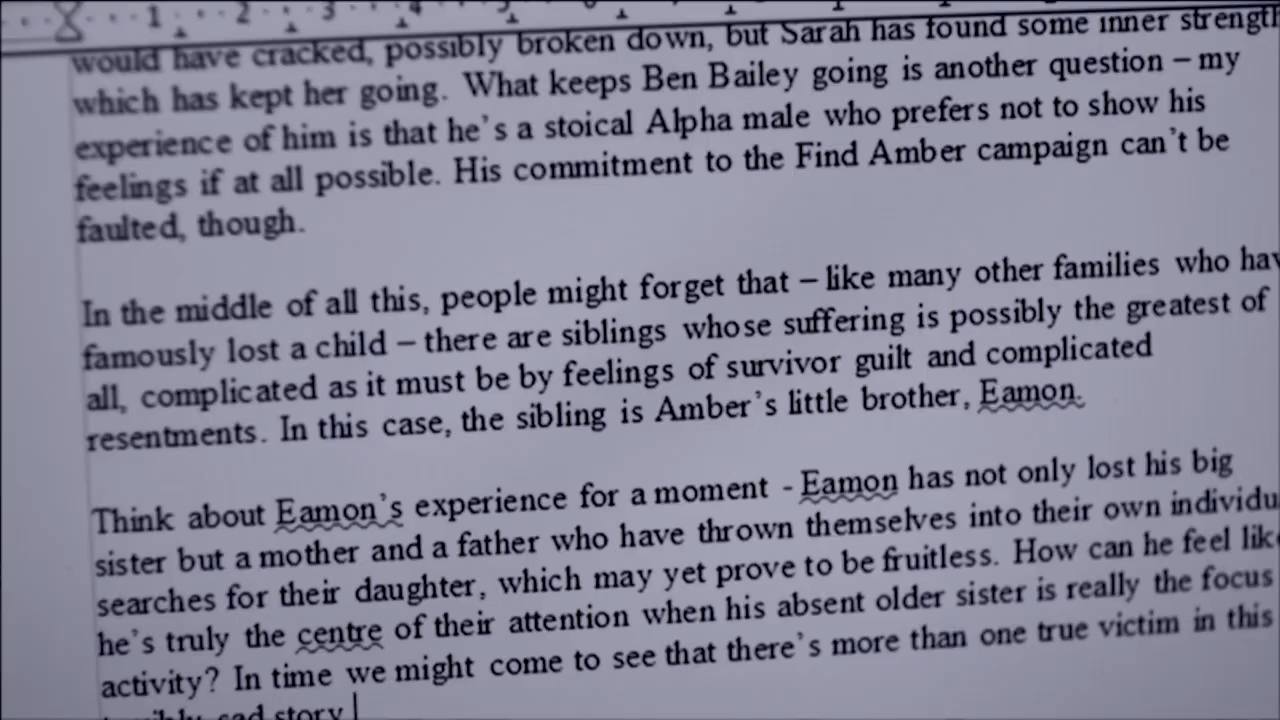 1 2 3 4 5
would have cracked, possibly broken down, but Sarah has found some inner strength
which has kept her going. What keeps Ben Bailey going is another question – my
experience of him is that he's a stoical Alpha male who prefers not to show his
feelings if at all possible. His commitment to the Find Amber campaign can't be
faulted, though.
In the middle of all this, people might forget that – like many other families who hav
famously lost a child – there are siblings whose suffering is possibly the greatest of
all, complicated as it must be by feelings of survivor guilt and complicated
resentments. In this case, the sibling is Amber's little brother, Eamon.
Think about Eamon's experience for a moment - Eamon has not only lost his big
sister but a mother and a father who have thrown themselves into their own individu
searches for their daughter, which may yet prove to be fruitless. How can he feel like
he's truly the centre of their attention when his absent older sister is really the focus
activity? In time we might come to see that there's more than one true victim in this
sad story